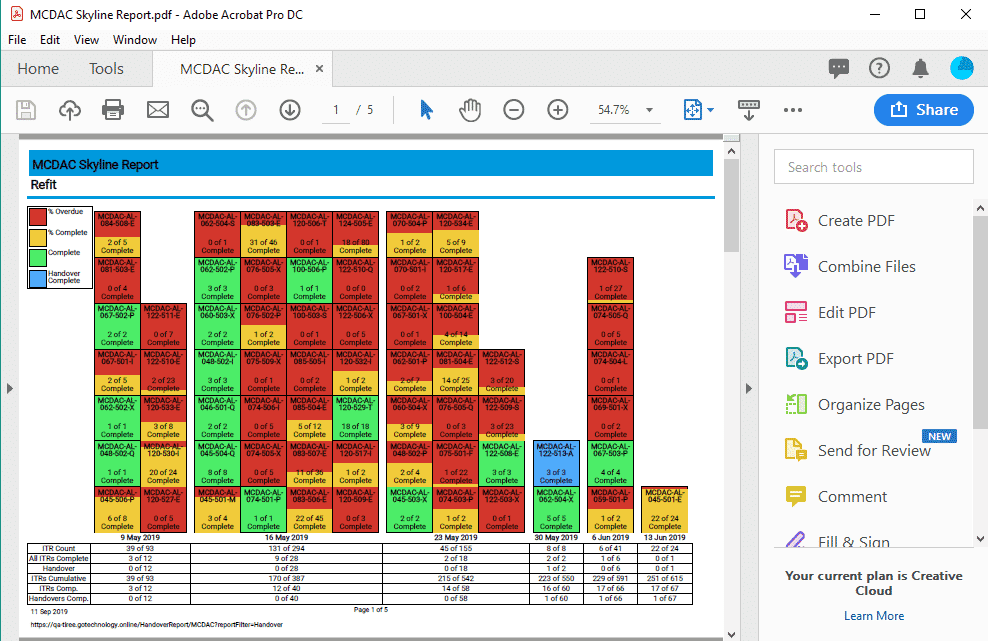 MCDAC Skyline Report.pdf - Adobe Acrobat Pro DC
File Edit View Window Help
Home Tools MCDAC Skyline Re... ×
1 / 5 54.7% Share
MCDAC Skyline Report
Refit
% Overdue
% Complete
Complete
Handover
Complete
MCDAC-AL- MCDAC-AL- MCDAC-AL- MCDAC-AL- MCDAC-AL- MCDAC-AL- MCDAC-AL-
084-508-E 062-504-S 083-503-E 120-506-T 124-505-E 070-504-P 120-534-E
2 of 5 0 of 1 31 of 46 0 of 1 18 of 80 1 of 2 5 of 9
Complete Complete Complete Complete Complete Complete Complete
MCDAC-AL- MCDAC-AL- MCDAC-AL- MCDAC-AL- MCDAC-AL- MCDAC-AL- MCDAC-AL- MCDAC-AL-
081-503-E 062-502-P 076-505-X 100-506-P 122-510-Q 070-501-I 120-517-E 122-510-S
0 of 4 3 of 3 0 of 3 1 of 1 0 of 0 0 of 2 1 of 6 1 of 27
Complete Complete Complete Complete Complete Complete Complete Complete
MCDAC-AL- MCDAC-AL- MCDAC-AL- MCDAC-AL- MCDAC-AL- MCDAC-AL- MCDAC-AL- MCDAC-AL- MCDAC-AL-
067-502-P 122-511-E 060-503-X 076-502-P 100-503-S 122-506-X 067-501-X 100-504-E 074-505-Q
2 of 2 0 of 7 2 of 2 1 of 2 0 of 1 0 of 5 0 of 1 4 of 14 0 of 5
Complete Complete Complete Complete Complete Complete Complete Complete Complete
MCDAC-AL- MCDAC-AL- MCDAC-AL- MCDAC-AL- MCDAC-AL- MCDAC-AL- MCDAC-AL- MCDAC-AL- MCDAC-AL- MCDAC-AL-
067-501-I 122-510-E 048-502-I 075-509-X 085-505-I 120-532-I 062-501-P 081-504-E 122-512-S 074-504-L
2 of 5 2 of 23 3 of 3 0 of 1 0 of 2 1 of 2 2 of 7 14 of 25 3 of 20 0 of 1
Complete Complete Complete Complete Complete Complete Complete Complete Complete Complete
MCDAC-AL- MCDAC-AL- MCDAC-AL- MCDAC-AL- MCDAC-AL- MCDAC-AL- MCDAC-AL- MCDAC-AL- MCDAC-AL- MCDAC-AL-
062-502-X 120-533-E 046-501-Q 074-506-I 085-504-E 120-529-T 060-504-X 076-505-Q 122-509-S 069-501-X
1 of 1 3 of 8 2 of 2 0 of 5 5 of 12 18 of 18 3 of 9 0 of 3 3 of 23 0 of 2
Complete Complete Complete Complete Complete Complete Complete Complete Complete Complete
MCDAC-AL- MCDAC-AL- MCDAC-AL- MCDAC-AL- MCDAC-AL- MCDAC-AL- MCDAC-AL- MCDAC-AL- MCDAC-AL- MCDAC-AL- MCDAC-AL-
048-502-Q 120-530-I 045-504-Q 074-505-X 083-507-E 120-517-I 048-502-P 075-501-F 122-508-E 122-513-A 067-503-P
1 of 1 20 of 24 8 of 8 0 of 5 11 of 36 1 of 2 2 of 4 1 of 22 3 of 3 3 of 3 4 of 4
Complete Complete Complete Complete Complete Complete Complete Complete Complete Complete Complete
MCDAC-AL- MCDAC-AL- MCDAC-AL- MCDAC-AL- MCDAC-AL- MCDAC-AL- MCDAC-AL- MCDAC-AL- MCDAC-AL- MCDAC-AL- MCDAC-AL- MCDAC-AL-
045-506-P 120-527-E 045-501-M 074-501-P 083-506-E 120-509-E 045-503-X 074-503-P 122-503-X 062-504-X 059-501-P 045-501-E
6 of 8 0 of 5 3 of 4 1 of 1 22 of 45 0 of 3 2 of 2 1 of 2 0 of 1 5 of 5 1 of 2 22 of 24
Complete Complete Complete Complete Complete Complete Complete Complete Complete Complete Complete Complete
9 May 2019 16 May 2019 23 May 2019 30 May 2019 6 Jun 2019 13 Jun 2019
ITR Count 39 of 93 131 of 294 45 of 155 8 of 8 6 of 41 22 of 24
All ITRs Complete 3 of 12 9 of 28 2 of 18 2 of 2 1 of 6 0 of 1
Handover 0 of 12 0 of 28 0 of 18 1 of 2 0 of 6 0 of 1
ITRs Cumulative 39 of 93 170 of 387 215 of 542 223 of 550 229 of 591 251 of 615
ITRs Comp. 3 of 12 12 of 40 14 of 58 16 of 60 17 of 66 17 of 67
Handovers Comp. 0 of 12 0 of 40 0 of 58 1 of 60 1 of 66 1 of 67
11 Sep 2019 Page 1 of 5
https://qa-tiree.gotechnology.online/HandoverReport/MCDAC?reportFilter=Handover
Search tools
Create PDF
Combine Files
Edit PDF
Export PDF
Organize Pages
NEW
Send for Review
Comment
Fill & Sign
Your current plan is Creative
Cloud
Learn More